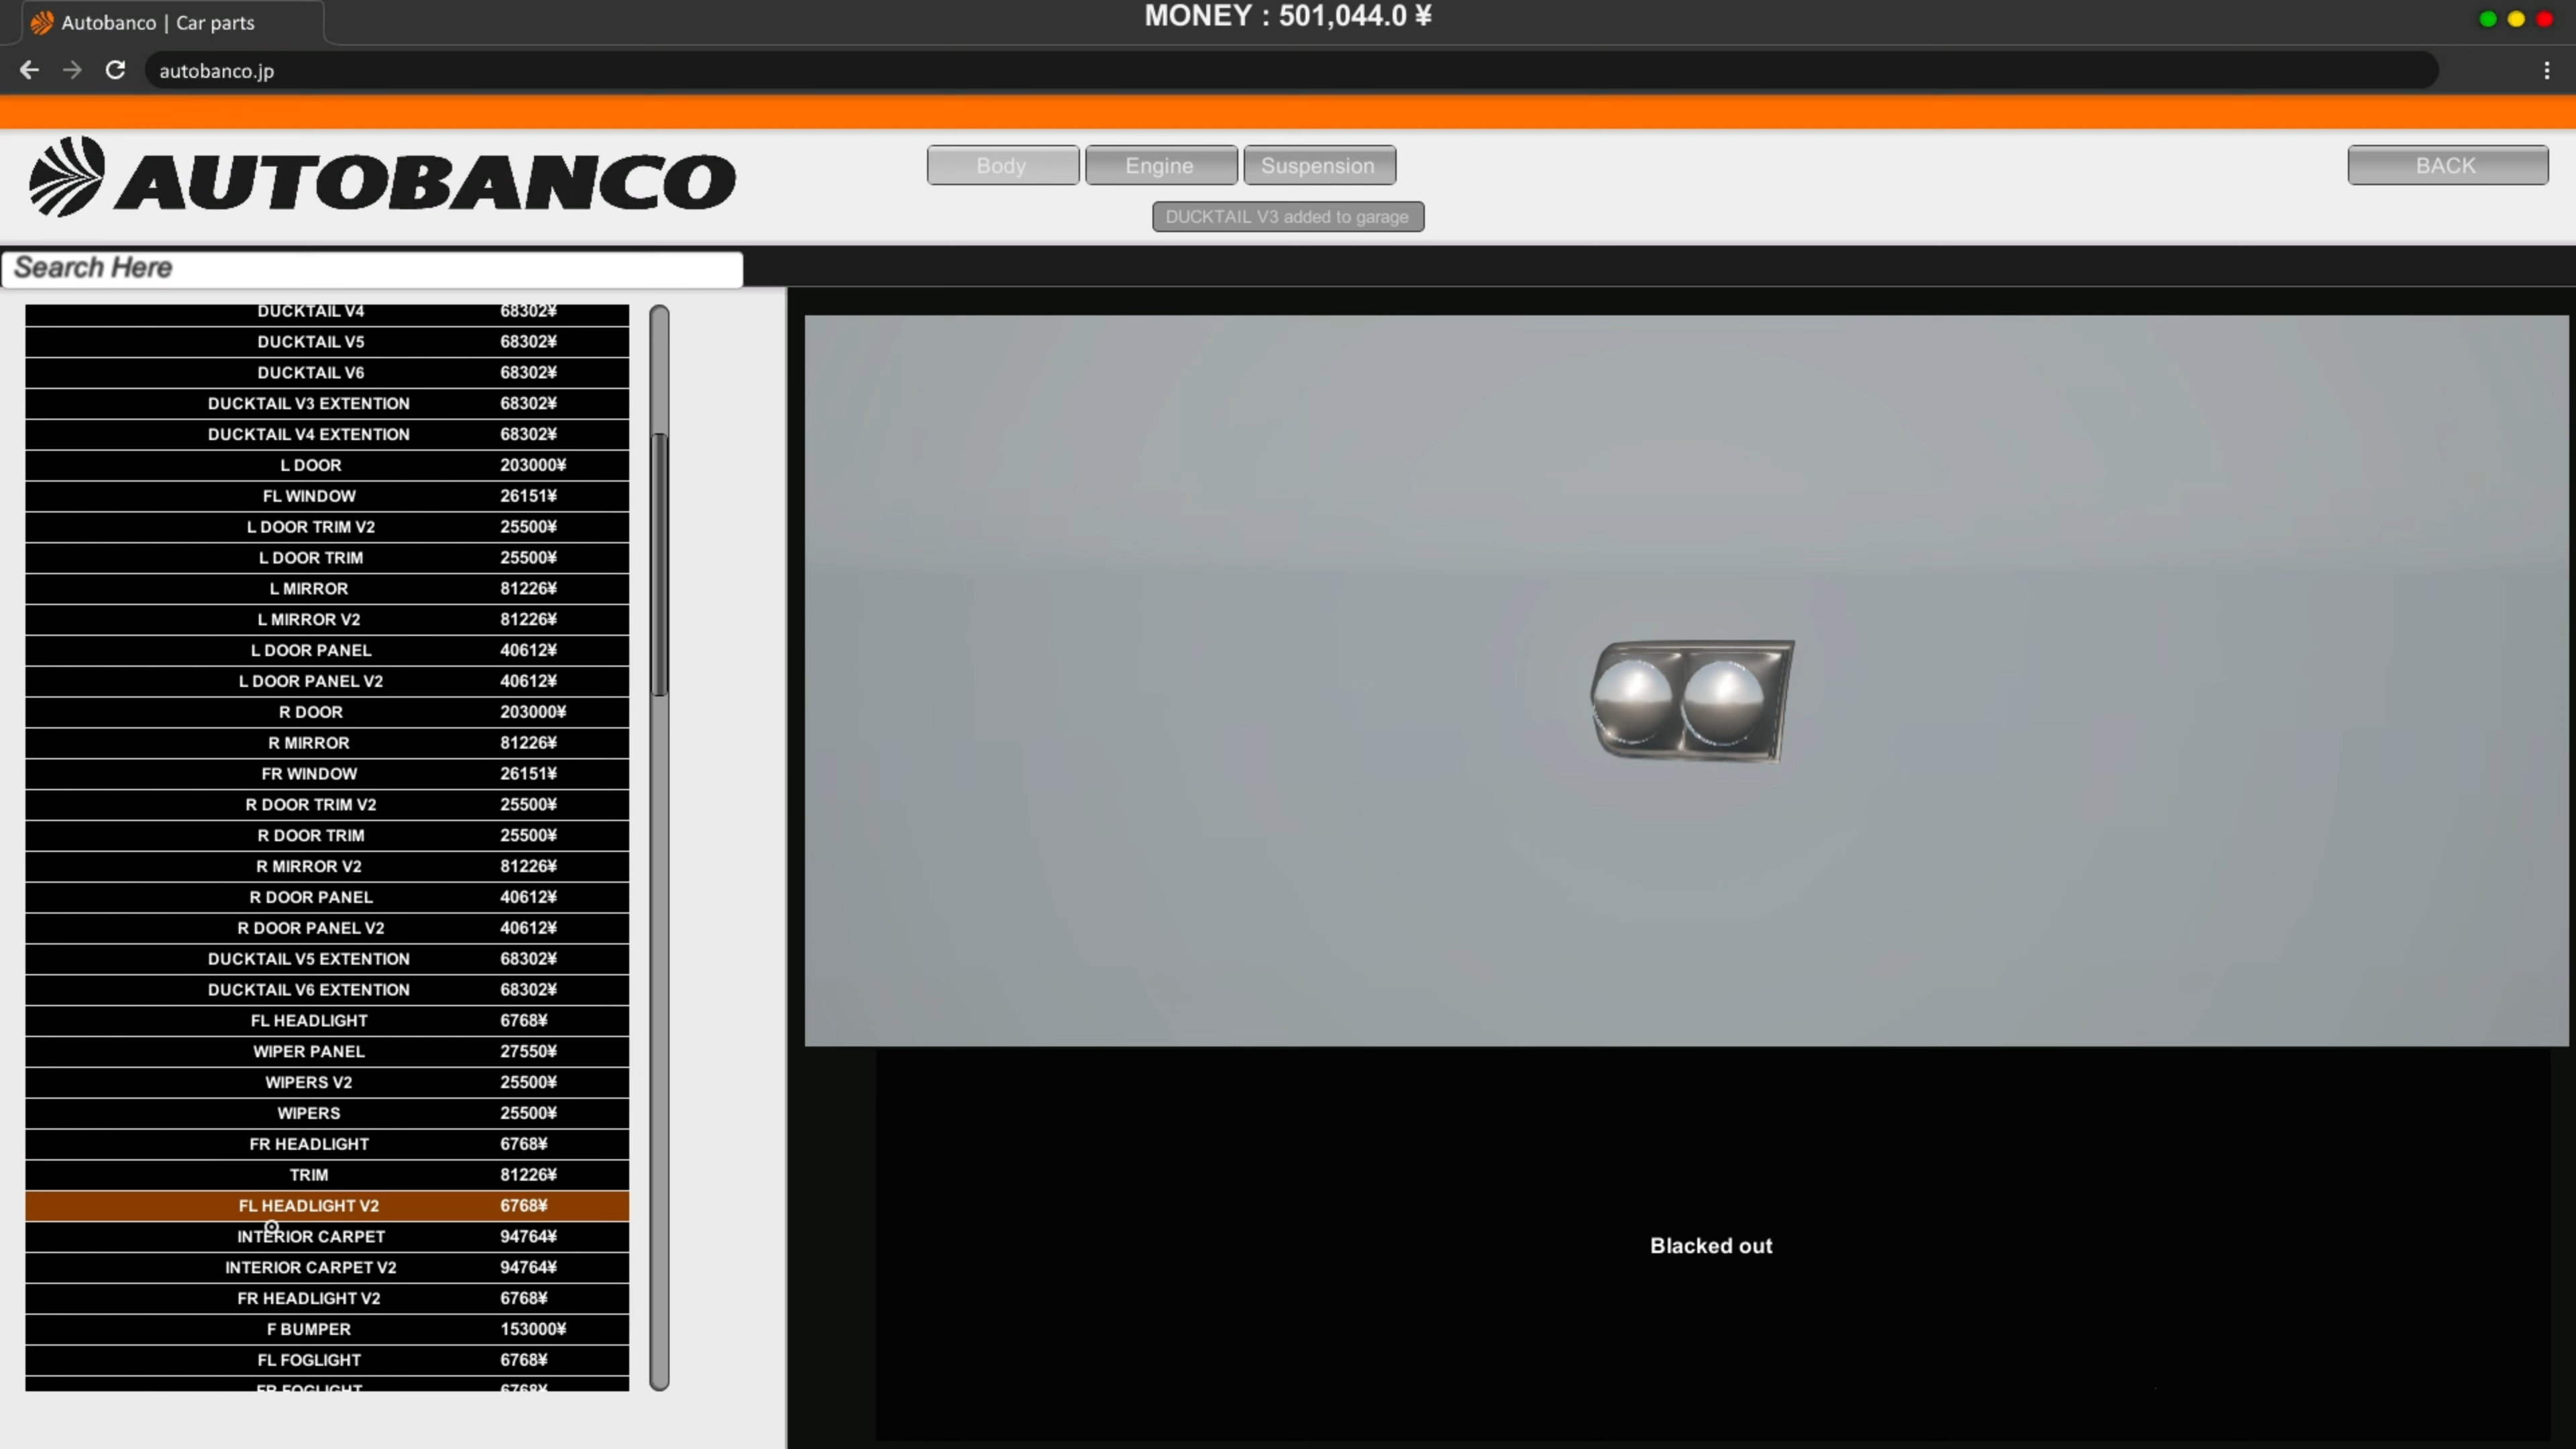 Autobanco | Car parts
MONEY : 501,044.0 ¥
autobanco.jp
AUTOBANCO
Body
Engine
Suspension
BACK
DUCKTAIL V3 added to garage
Search Here
DUCKTAIL V4 68302¥
DUCKTAIL V5 68302¥
DUCKTAIL V6 68302¥
DUCKTAIL V3 EXTENTION 68302¥
DUCKTAIL V4 EXTENTION 68302¥
L DOOR 203000¥
FL WINDOW 26151¥
L DOOR TRIM V2 25500¥
L DOOR TRIM 25500¥
L MIRROR 81226¥
L MIRROR V2 81226¥
L DOOR PANEL 40612¥
L DOOR PANEL V2 40612¥
R DOOR 203000¥
R MIRROR 81226¥
FR WINDOW 26151¥
R DOOR TRIM V2 25500¥
R DOOR TRIM 25500¥
R MIRROR V2 81226¥
R DOOR PANEL 40612¥
R DOOR PANEL V2 40612¥
DUCKTAIL V5 EXTENTION 68302¥
DUCKTAIL V6 EXTENTION 68302¥
FL HEADLIGHT 6768¥
WIPER PANEL 27550¥
WIPERS V2 25500¥
WIPERS 25500¥
FR HEADLIGHT 6768¥
TRIM 81226¥
FL HEADLIGHT V2 6768¥
INTERIOR CARPET 94764¥
INTERIOR CARPET V2 94764¥
FR HEADLIGHT V2 6768¥
F BUMPER 153000¥
FL FOGLIGHT 6768¥
FR FOGLIGHT 6768¥
Blacked out